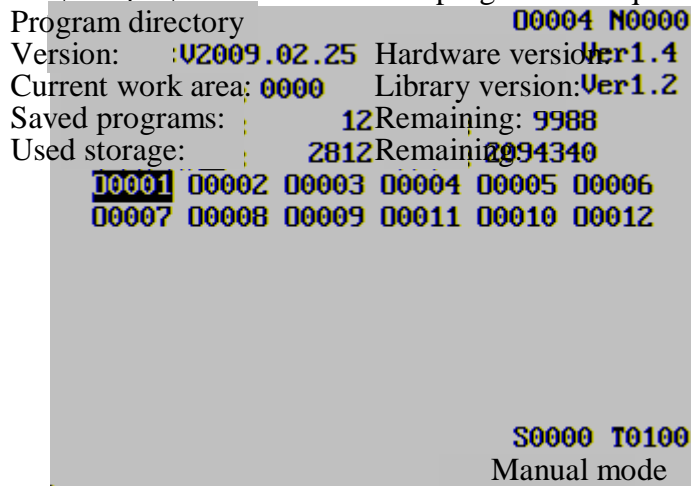 Program directory O0004 N0000
Version: V2009.02.25 Hardware version: Ver1.4
Current work area: 0000 Library version: Ver1.2
Saved programs: 12 Remaining: 9988
Used storage: 2812 Remaining: 2094340
O0001 O0002 O0003 O0004 O0005 O0006
O0007 O0008 O0009 O0011 O0010 O0012
S0000 T0100
Manual mode